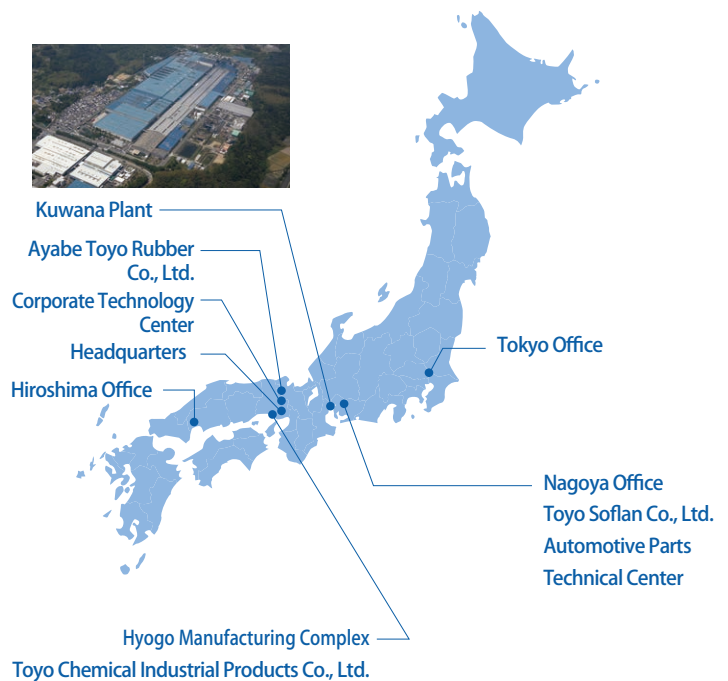 Kuwana Plant
Ayabe Toyo Rubber
Co., Ltd.
Corporate Technology
Center
Headquarters
Hiroshima Office
Tokyo Office
Nagoya Office
Toyo Soflan Co., Ltd.
Automotive Parts
Technical Center
Hyogo Manufacturing Complex
Toyo Chemical Industrial Products Co., Ltd.